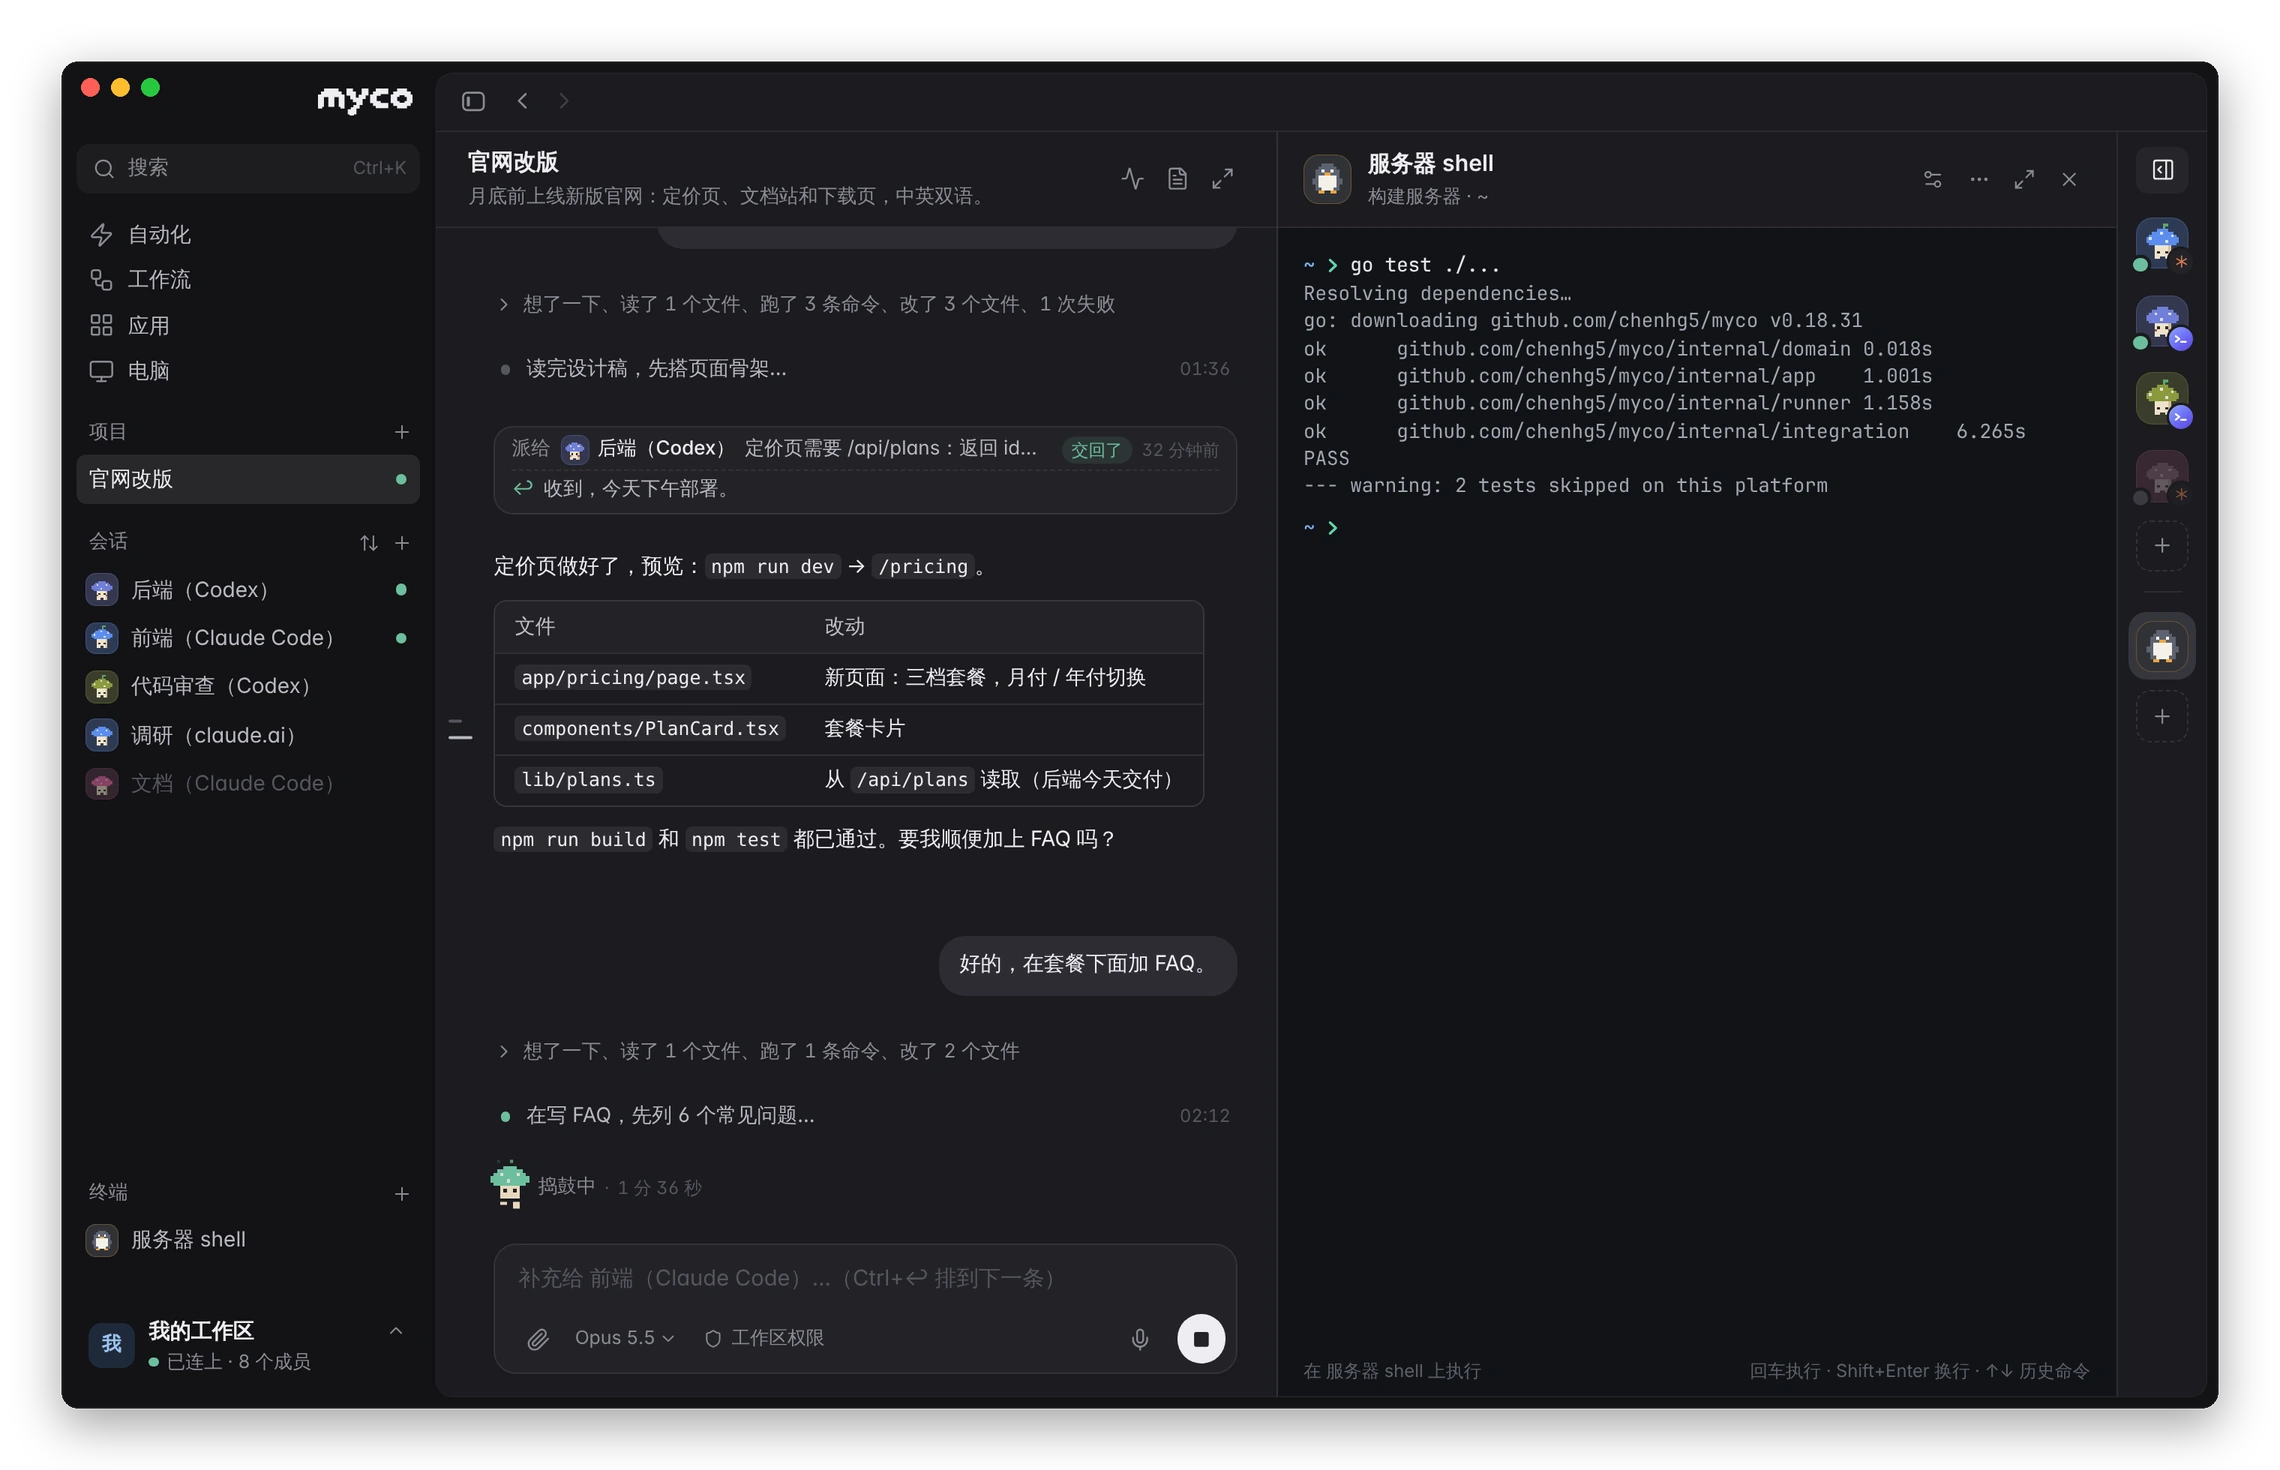 myco
搜索 Ctrl+K
自动化
工作流
应用
电脑
项目
官网改版
会话
后端（Codex）
前端（Claude Code）
代码审查（Codex）
调研（claude.ai）
文档（Claude Code）
终端
服务器 shell
我 我的工作区
已连上 · 8 个成员
官网改版
月底前上线新版官网：定价页、文档站和下载页，中英双语。
想了一下、读了 1 个文件、跑了 3 条命令、改了 3 个文件、1 次失败
读完设计稿，先搭页面骨架... 01:36
派给 后端（Codex） 定价页需要 /api/plans：返回 id... 交回了 32 分钟前
收到，今天下午部署。
定价页做好了，预览：npm run dev → /pricing。
文件 改动
app/pricing/page.tsx 新页面：三档套餐，月付 / 年付切换
components/PlanCard.tsx 套餐卡片
lib/plans.ts 从 /api/plans 读取（后端今天交付）
npm run build 和 npm test 都已通过。要我顺便加上 FAQ 吗？
好的，在套餐下面加 FAQ。
想了一下、读了 1 个文件、跑了 1 条命令、改了 2 个文件
在写 FAQ，先列 6 个常见问题... 02:12
捣鼓中 · 1 分 36 秒
补充给 前端（Claude Code）...（Ctrl+↩ 排到下一条）
Opus 5.5 工作区权限
服务器 shell
构建服务器 · ~
~ ❯ go test ./...
Resolving dependencies…
go: downloading github.com/chenhg5/myco v0.18.31
ok github.com/chenhg5/myco/internal/domain 0.018s
ok github.com/chenhg5/myco/internal/app 1.001s
ok github.com/chenhg5/myco/internal/runner 1.158s
ok github.com/chenhg5/myco/internal/integration 6.265s
PASS
--- warning: 2 tests skipped on this platform
~ ❯
在 服务器 shell 上执行 回车执行 · Shift+Enter 换行 · ↑↓ 历史命令